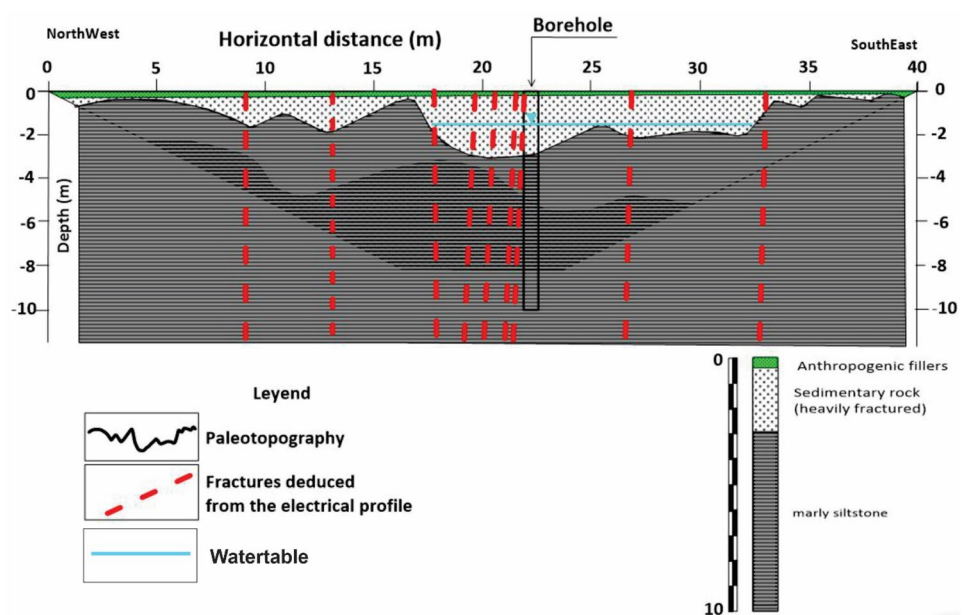 NorthWest
Horizontal distance (m)
Borehole
SouthEast
0 5 10 15 20 25 30 35 40
0 0
-2 -2
-4 -4
-6 -6
-8 -8
-10 -10
Depth (m)
Leyend
Paleotopography
Fractures deduced
from the electrical profile
Watertable
0
Anthropogenic fillers
Sedimentary rock
(heavily fractured)
marly siltstone
10